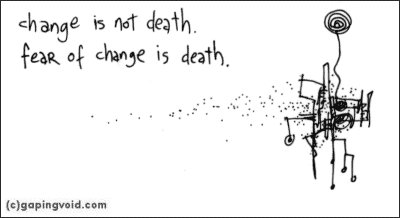 change is not death.
fear of change is death.
(c)gapingvoid.com